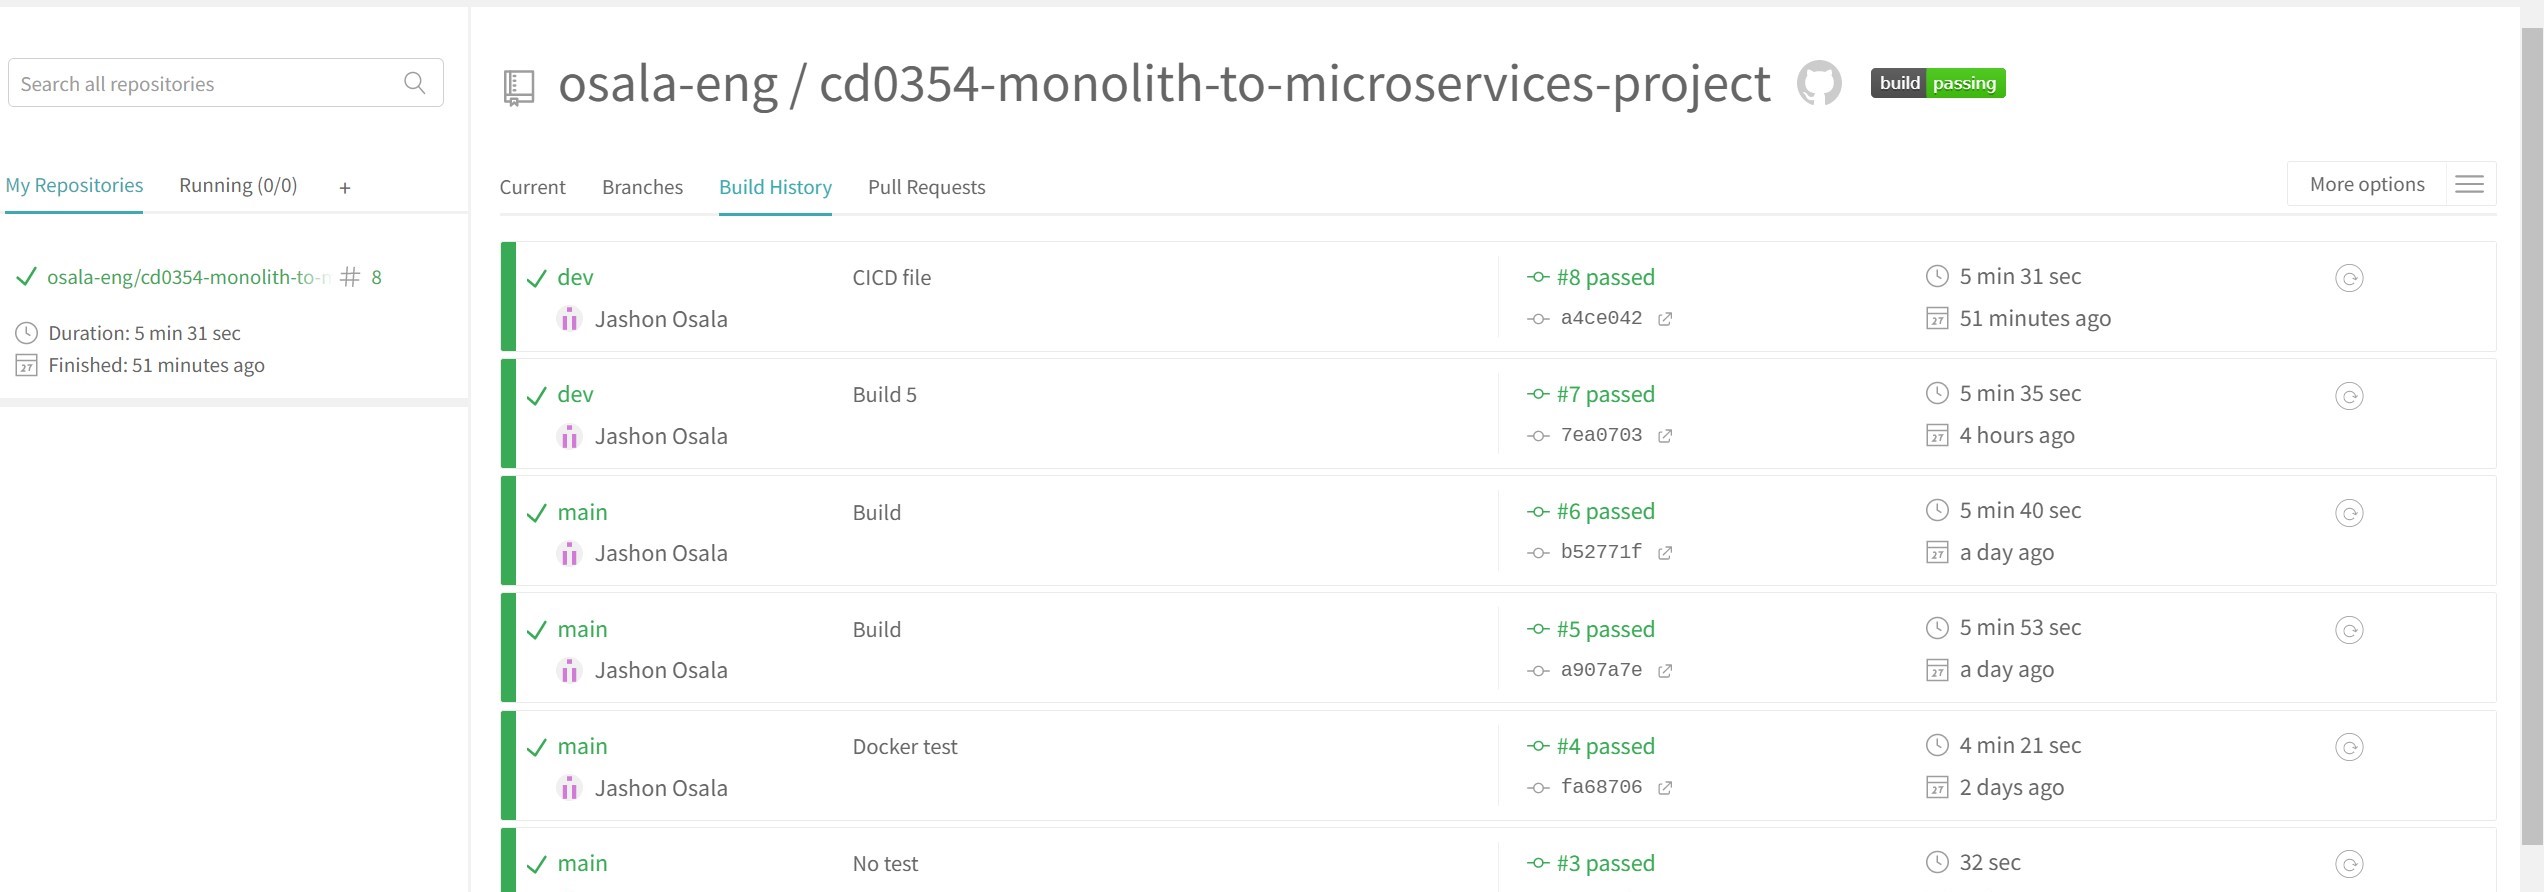 Search all repositories
My Repositories
Running (0/0)
+
osala-eng/cd0354-monolith-to-
# 8
Duration: 5 min 31 sec
27 Finished: 51 minutes ago
osala-eng / cd0354-monolith-to-microservices-project
build passing
Current
Branches
Build History
Pull Requests
More options
dev
CICD file
#8 passed
5 min 31 sec
Jashon Osala
a4ce042
27 51 minutes ago
dev
Build 5
#7 passed
5 min 35 sec
Jashon Osala
7ea0703
27 4 hours ago
main
Build
#6 passed
5 min 40 sec
Jashon Osala
b52771f
27 a day ago
main
Build
#5 passed
5 min 53 sec
Jashon Osala
a907a7e
27 a day ago
main
Docker test
#4 passed
4 min 21 sec
Jashon Osala
fa68706
27 2 days ago
main
No test
#3 passed
32 sec